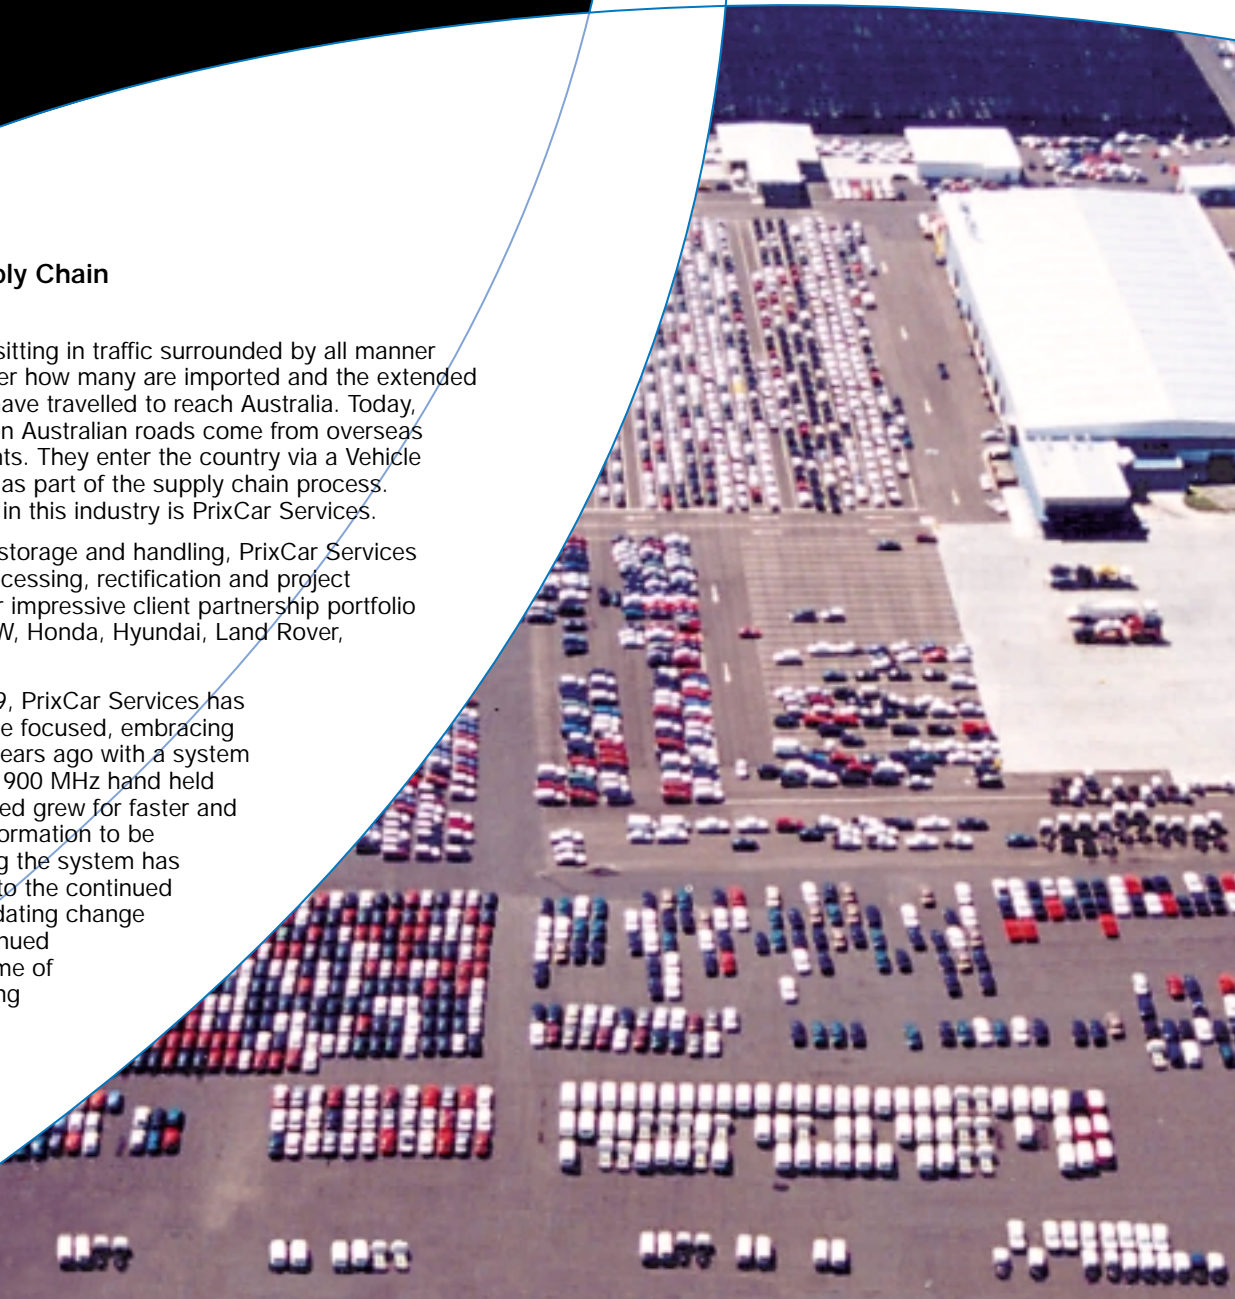 ly Chain
sitting in traffic surrounded by all manner
er how many are imported and the extended
ave travelled to reach Australia. Today,
n Australian roads come from overseas
ts. They enter the country via a Vehicle
as part of the supply chain process.
in this industry is PrixCar Services.
storage and handling, PrixCar Services
cessing, rectification and project
r impressive client partnership portfolio
W, Honda, Hyundai, Land Rover,
9, PrixCar Services has
e focused, embracing
ears ago with a system
900 MHz hand held
ed grew for faster and
ormation to be
g the system has
to the continued
dating change
nued
me of
ng